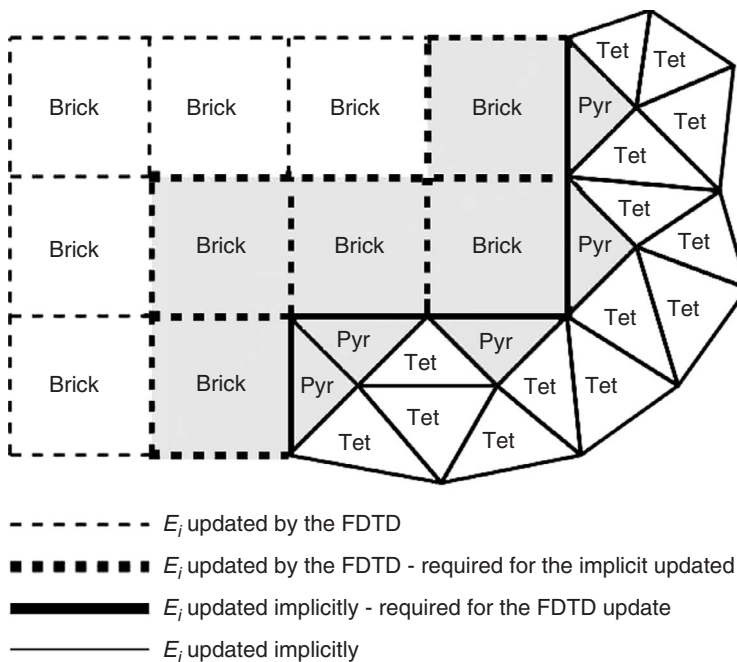 Tet
Tet
Brick
Brick
Brick
Brick
Pyr
Tet
Tet
Tet
Brick
Brick
Brick
Brick
Pyr
Tet
Tet
Tet
Pyr
Pyr
Tet
Brick
Brick
Pyr
Tet
Tet
Tet
Tet
Tet
E_i updated by the FDTD
E_i updated by the FDTD - required for the implicit updated
E_i updated implicitly - required for the FDTD update
E_i updated implicitly